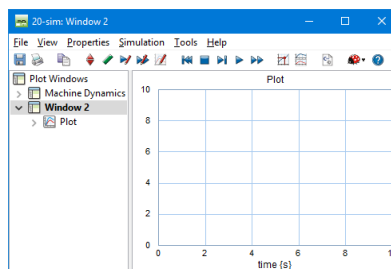 20-sim: Window 2
File View Properties Simulation Tools Help
Plot Windows
Machine Dynamics
Window 2
Plot
Plot
10
8
6
4
2
0
0 2 4 6 8 1
time {s}